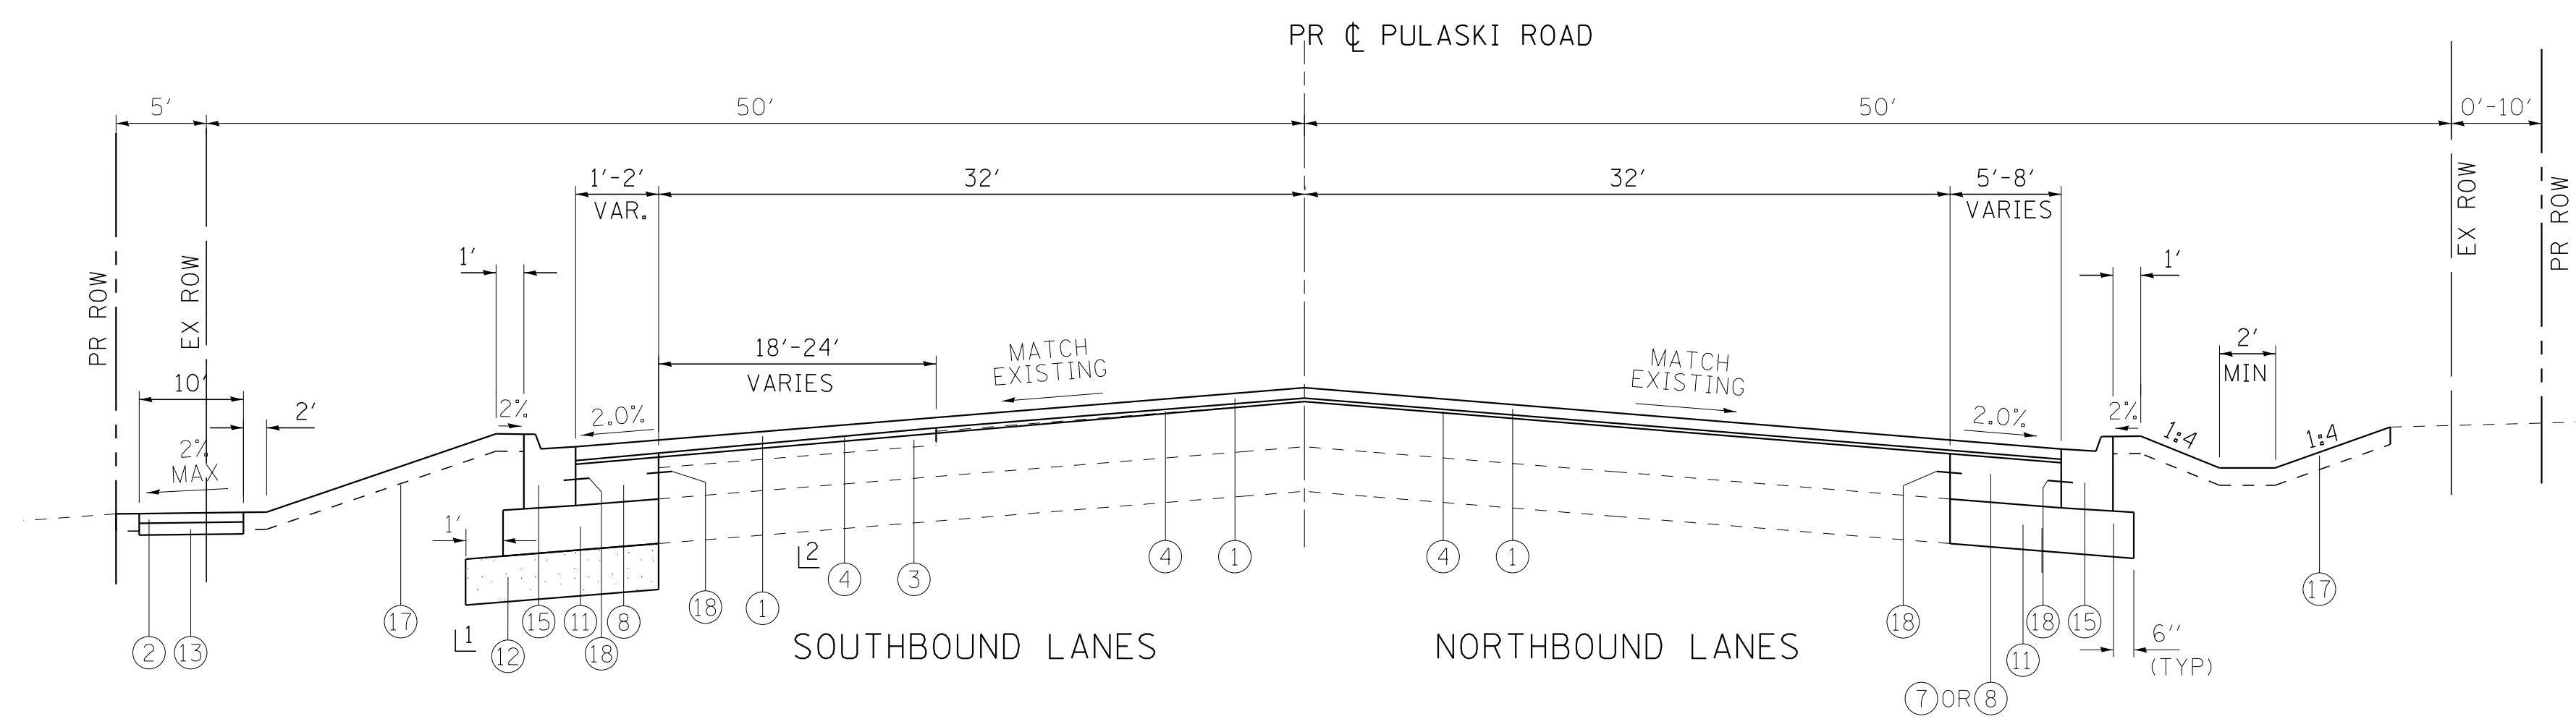 PR ℄ PULASKI ROAD
5' 50' 50' 0'-10'
1'-2' 32' 32' 5'-8'
VAR. VARIES
PR ROW
EX ROW
EX ROW
PR ROW
1' 1'
18'-24'
VARIES
MATCH
EXISTING
MATCH
EXISTING
2'
MIN
10' 2'
2%
MAX
2% 2.0% 2.0% 2% 1:4 1:4
1'
2
4 3 4 1 4 1
17 15 11 8 18 1 18 18 15 17
1
2 13 12 18 11
6"
(TYP)
SOUTHBOUND LANES NORTHBOUND LANES
7 OR 8